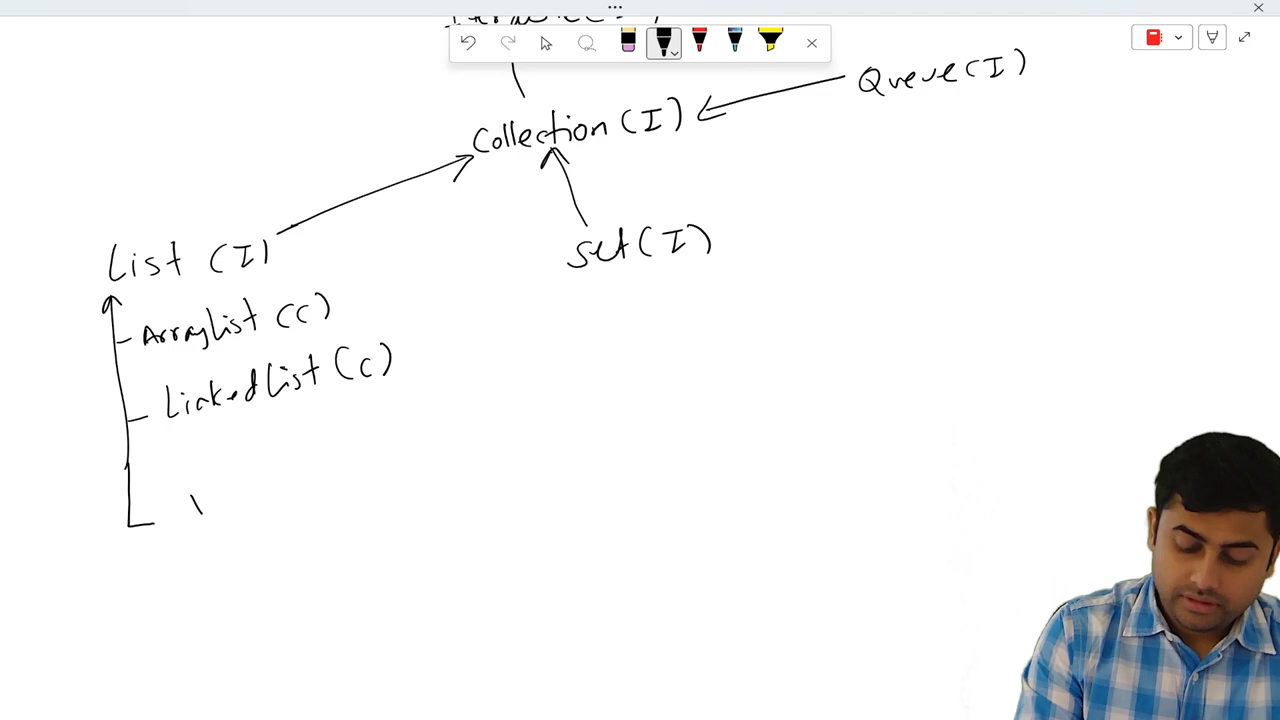 Queue (I)
Collection (I)
Set (I)
List (I)
ArrayList (C)
LinkedList (C)